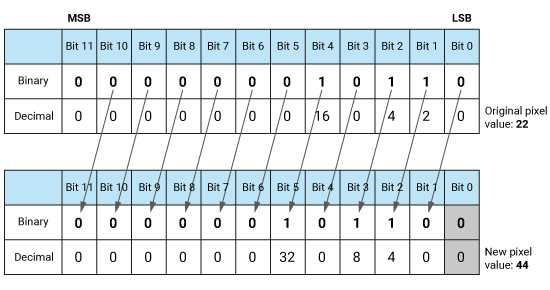 MSB LSB
Bit 11 Bit 10 Bit 9 Bit 8 Bit 7 Bit 6 Bit 5 Bit 4 Bit 3 Bit 2 Bit 1 Bit 0
Binary 0 0 0 0 0 0 0 1 0 1 1 0
Decimal 0 0 0 0 0 0 0 16 0 4 2 0
Original pixel
value: 22
Bit 11 Bit 10 Bit 9 Bit 8 Bit 7 Bit 6 Bit 5 Bit 4 Bit 3 Bit 2 Bit 1 Bit 0
Binary 0 0 0 0 0 0 1 0 1 1 0 0
Decimal 0 0 0 0 0 0 32 0 8 4 0 0
New pixel
value: 44